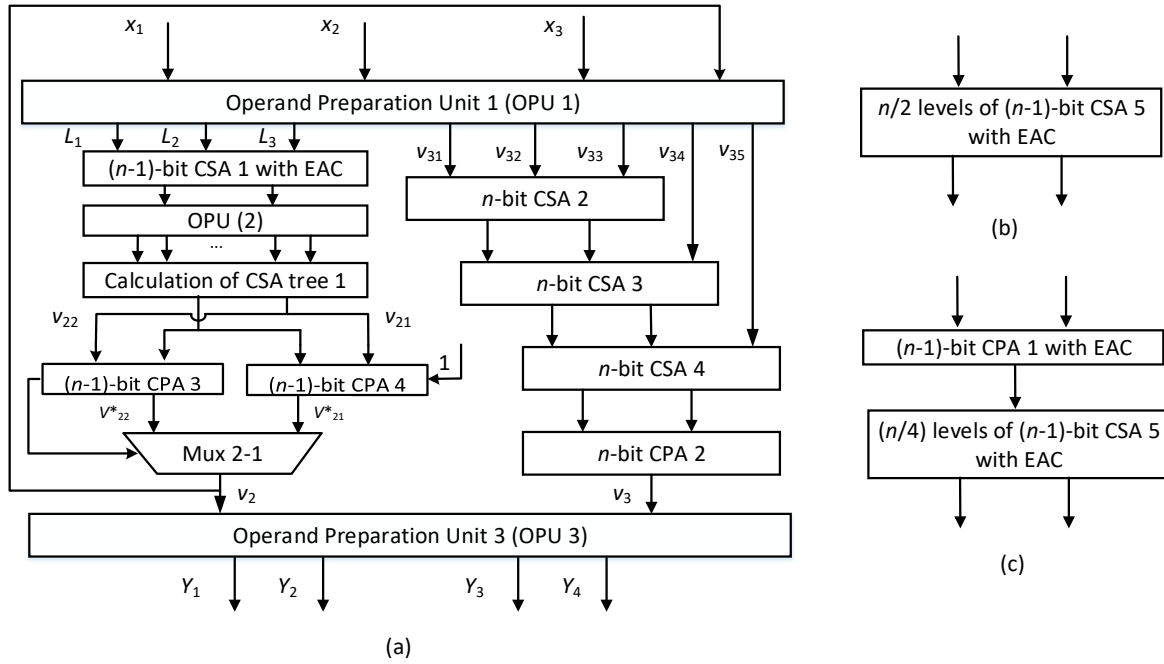 x1
x2
x3
Operand Preparation Unit 1 (OPU 1)
L1
L2
L3
v31
v32
v33
v34
v35
(n-1)-bit CSA 1 with EAC
n-bit CSA 2
OPU (2)
...
Calculation of CSA tree 1
n-bit CSA 3
v22
v21
1
(n-1)-bit CPA 3
(n-1)-bit CPA 4
n-bit CSA 4
V*22
V*21
Mux 2-1
n-bit CPA 2
v2
v3
Operand Preparation Unit 3 (OPU 3)
Y1
Y2
Y3
Y4
(a)
n/2 levels of (n-1)-bit CSA 5
with EAC
(b)
(n-1)-bit CPA 1 with EAC
(n/4) levels of (n-1)-bit CSA 5
with EAC
(c)